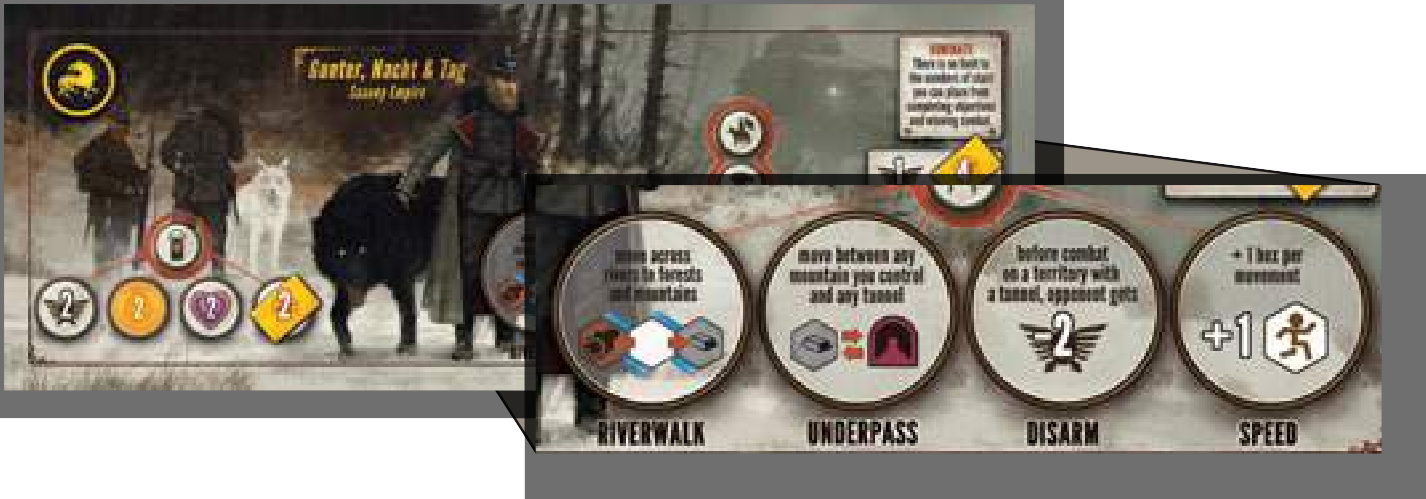 Gunter, Nacht & Tag
Saxony Empire
DOMINATE
There is no limit to
the number of stars
you can place from
completing objectives
and winning combat.
1
4
2
2
2
2
move across
rivers to forests
and mountains
RIVERWALK
move between any
mountain you control
and any tunnel
UNDERPASS
before combat
on a territory with
a tunnel, opponent gets
2
DISARM
+ 1 hex per
movement
+1
SPEED